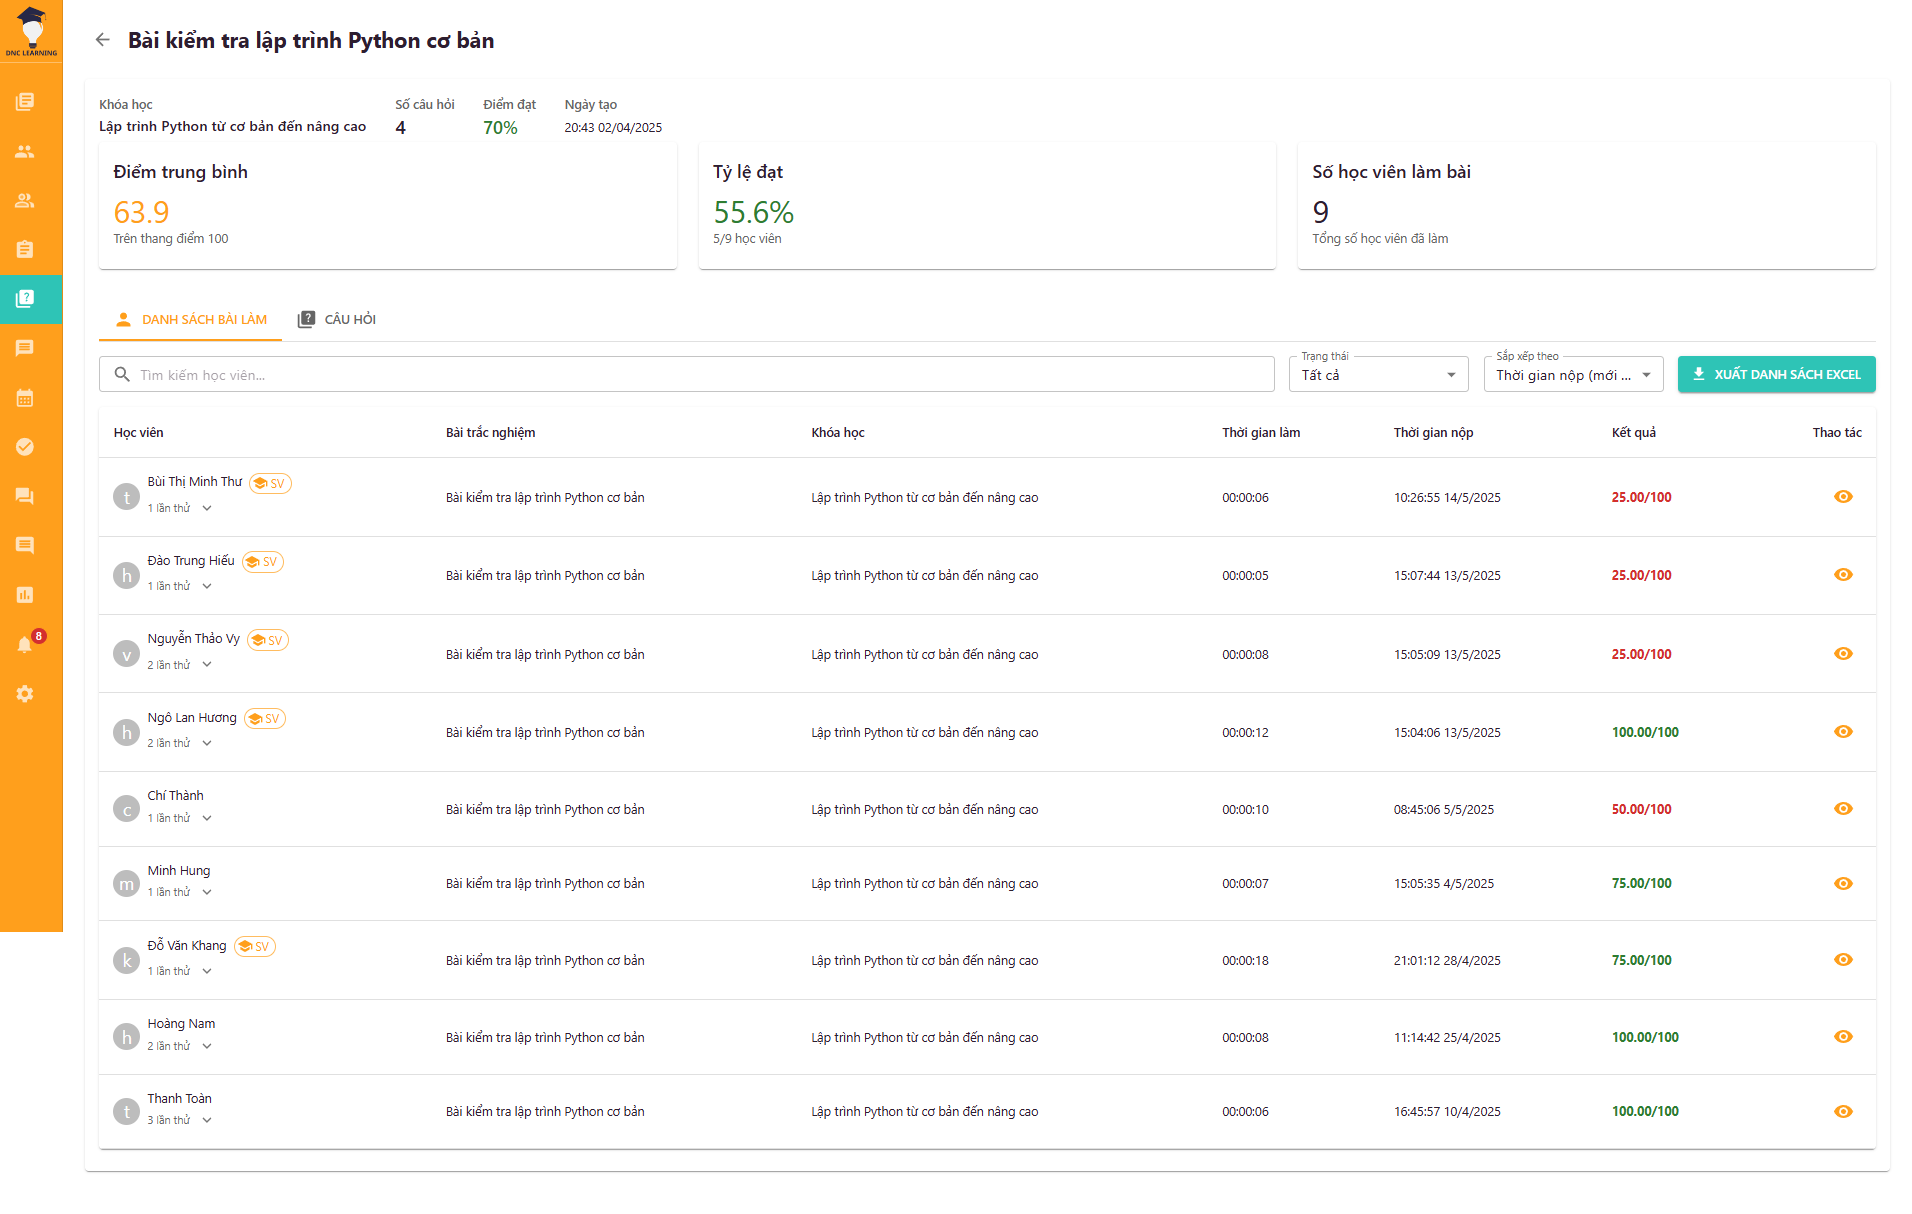 DNC LEARNING
Bài kiểm tra lập trình Python cơ bản
Khóa học Số câu hỏi Điểm đạt Ngày tạo
Lập trình Python từ cơ bản đến nâng cao 4 70% 20:43 02/04/2025
Điểm trung bình Tỷ lệ đạt Số học viên làm bài
63.9 55.6% 9
Trên thang điểm 100 5/9 học viên Tổng số học viên đã làm
DANH SÁCH BÀI LÀM CÂU HỎI
Trạng thái Sắp xếp theo
Tìm kiếm học viên... Tất cả Thời gian nộp (mới ... XUẤT DANH SÁCH EXCEL
Học viên Bài trắc nghiệm Khóa học Thời gian làm Thời gian nộp Kết quả Thao tác
Bùi Thị Minh Thư SV
t Bài kiểm tra lập trình Python cơ bản Lập trình Python từ cơ bản đến nâng cao 00:00:06 10:26:55 14/5/2025 25.00/100
1 lần thử
Đào Trung Hiếu SV
h Bài kiểm tra lập trình Python cơ bản Lập trình Python từ cơ bản đến nâng cao 00:00:05 15:07:44 13/5/2025 25.00/100
1 lần thử
8
Nguyễn Thảo Vy SV
v Bài kiểm tra lập trình Python cơ bản Lập trình Python từ cơ bản đến nâng cao 00:00:08 15:05:09 13/5/2025 25.00/100
2 lần thử
Ngô Lan Hương SV
h Bài kiểm tra lập trình Python cơ bản Lập trình Python từ cơ bản đến nâng cao 00:00:12 15:04:06 13/5/2025 100.00/100
2 lần thử
Chí Thành
c Bài kiểm tra lập trình Python cơ bản Lập trình Python từ cơ bản đến nâng cao 00:00:10 08:45:06 5/5/2025 50.00/100
1 lần thử
Minh Hung
m Bài kiểm tra lập trình Python cơ bản Lập trình Python từ cơ bản đến nâng cao 00:00:07 15:05:35 4/5/2025 75.00/100
1 lần thử
Đỗ Văn Khang SV
k Bài kiểm tra lập trình Python cơ bản Lập trình Python từ cơ bản đến nâng cao 00:00:18 21:01:12 28/4/2025 75.00/100
1 lần thử
Hoàng Nam
h Bài kiểm tra lập trình Python cơ bản Lập trình Python từ cơ bản đến nâng cao 00:00:08 11:14:42 25/4/2025 100.00/100
2 lần thử
Thanh Toàn
t Bài kiểm tra lập trình Python cơ bản Lập trình Python từ cơ bản đến nâng cao 00:00:06 16:45:57 10/4/2025 100.00/100
3 lần thử